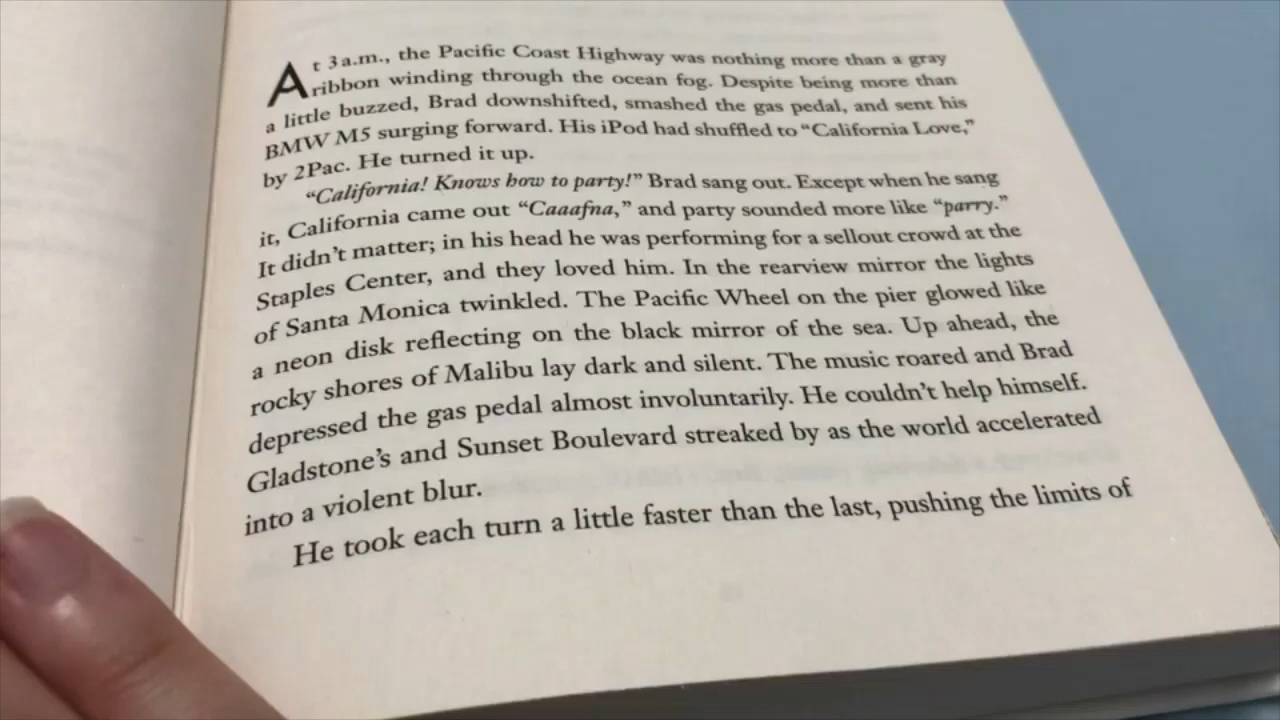 At 3 a.m., the Pacific Coast Highway was nothing more than a gray
ribbon winding through the ocean fog. Despite being more than
a little buzzed, Brad downshifted, smashed the gas pedal, and sent his
BMW M5 surging forward. His iPod had shuffled to “California Love,”
by 2Pac. He turned it up.
“California! Knows how to party!” Brad sang out. Except when he sang
it, California came out “Caaafna,” and party sounded more like “parry.”
It didn’t matter; in his head he was performing for a sellout crowd at the
Staples Center, and they loved him. In the rearview mirror the lights
of Santa Monica twinkled. The Pacific Wheel on the pier glowed like
a neon disk reflecting on the black mirror of the sea. Up ahead, the
rocky shores of Malibu lay dark and silent. The music roared and Brad
depressed the gas pedal almost involuntarily. He couldn’t help himself.
Gladstone’s and Sunset Boulevard streaked by as the world accelerated
into a violent blur.
He took each turn a little faster than the last, pushing the limits of